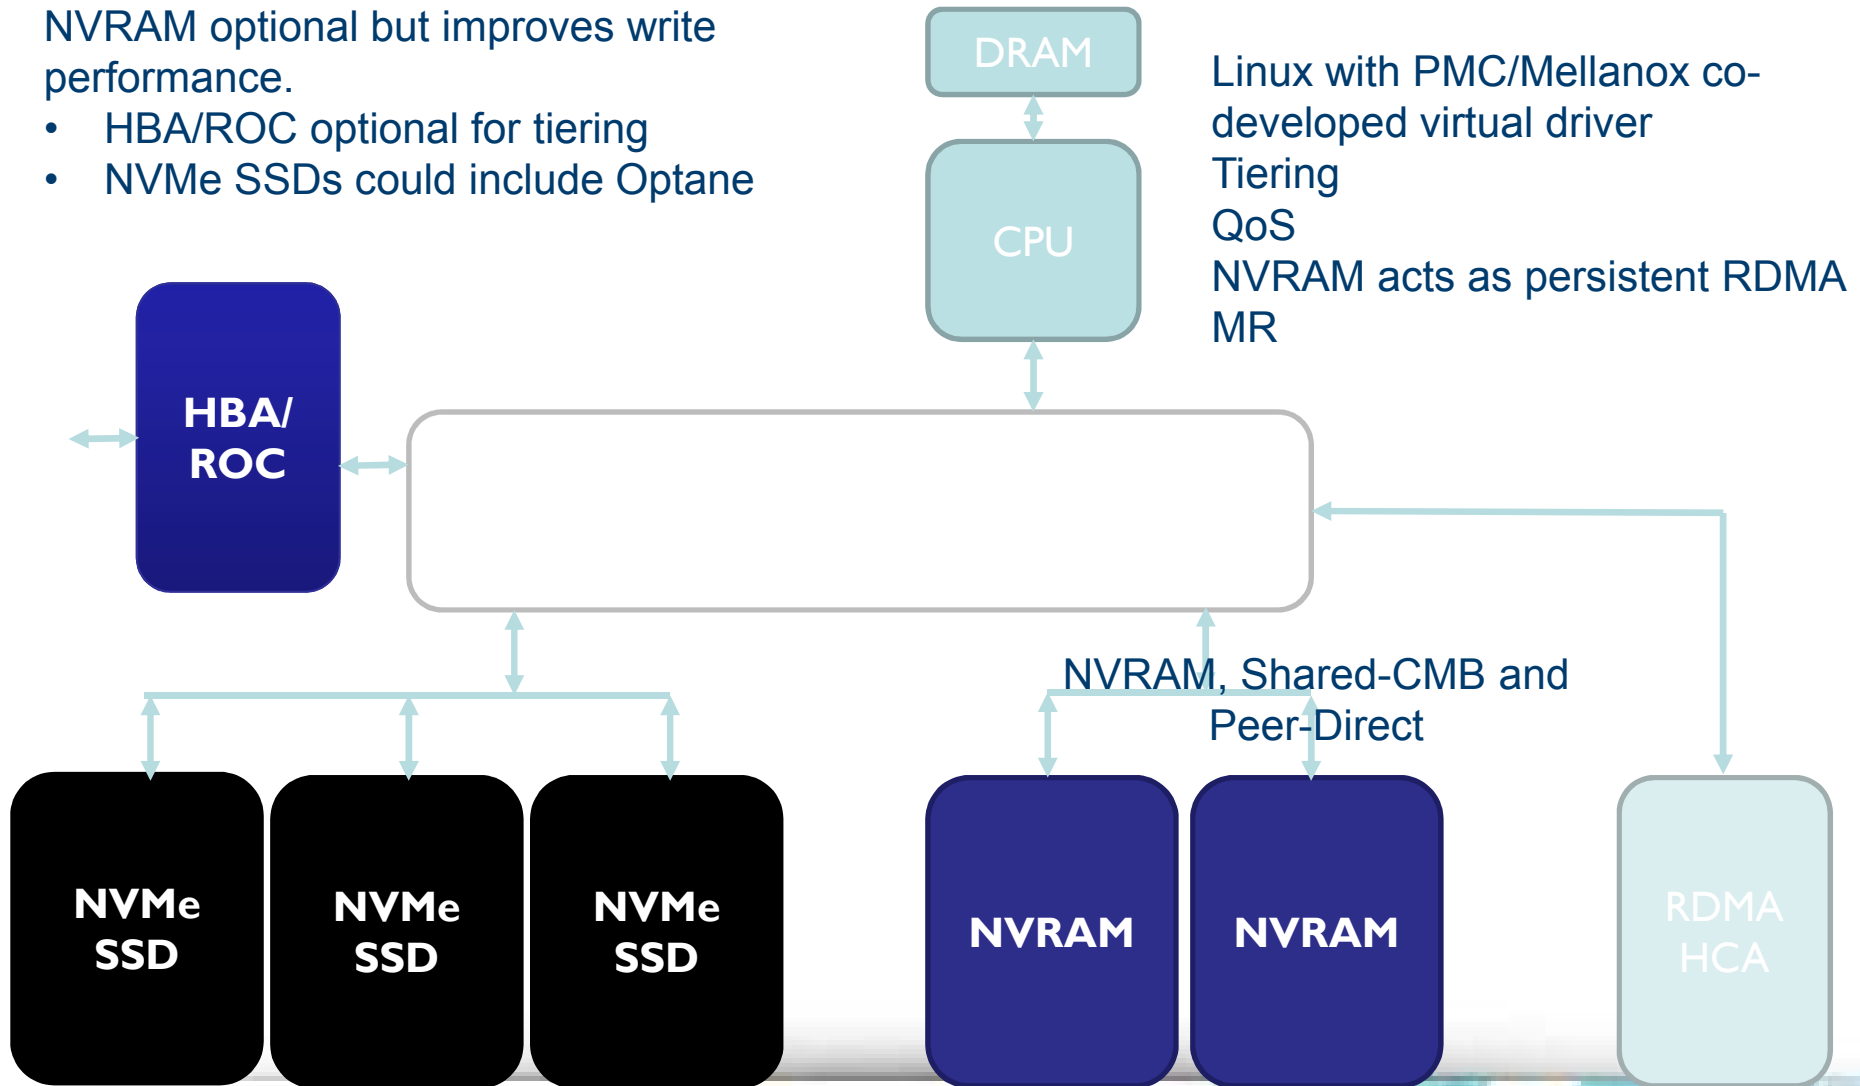 NVRAM optional but improves write
performance.
• HBA/ROC optional for tiering
• NVMe SSDs could include Optane
DRAM
CPU
Linux with PMC/Mellanox co-
developed virtual driver
Tiering
QoS
NVRAM acts as persistent RDMA
MR
HBA/
ROC
NVRAM, Shared-CMB and
Peer-Direct
NVMe
SSD
NVMe
SSD
NVMe
SSD
NVRAM
NVRAM
RDMA
HCA